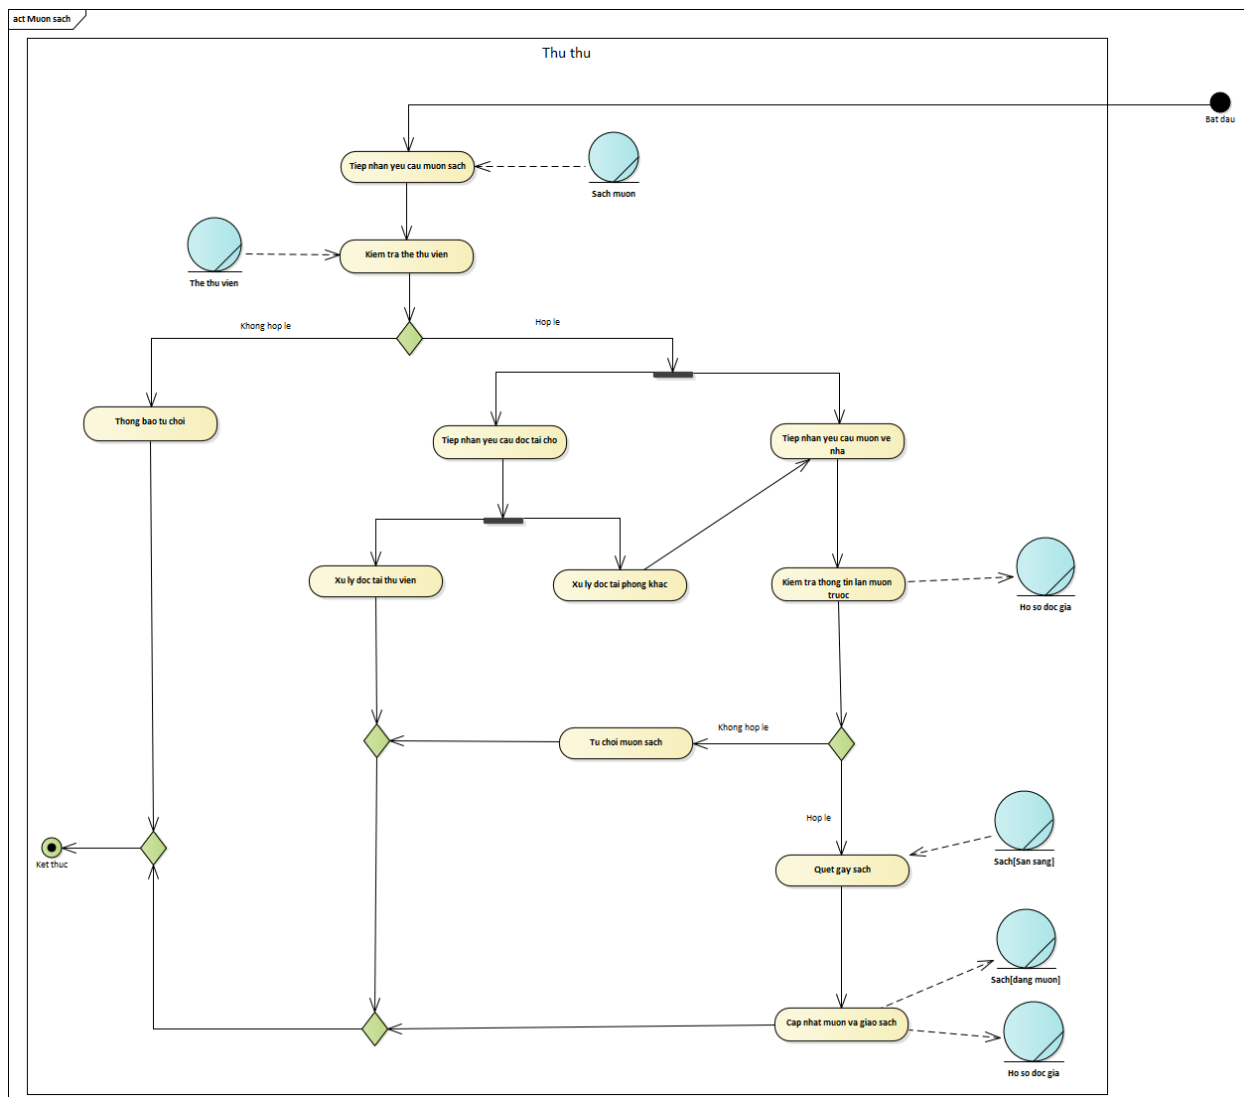 act Muon sach
Thu thu
Bat dau
Tiep nhan yeu cau muon sach
Sach muon
Kiem tra the thu vien
The thu vien
Khong hop le
Hop le
Thong bao tu choi
Tiep nhan yeu cau doc tai cho
Tiep nhan yeu cau muon ve
nha
Xu ly doc tai thu vien
Xu ly doc tai phong khac
Kiem tra thong tin lan muon
truoc
Ho so doc gia
Khong hop le
Tu choi muon sach
Hop le
Sach[San sang]
Ket thuc
Quet gay sach
Sach[dang muon]
Cap nhat muon va giao sach
Ho so doc gia